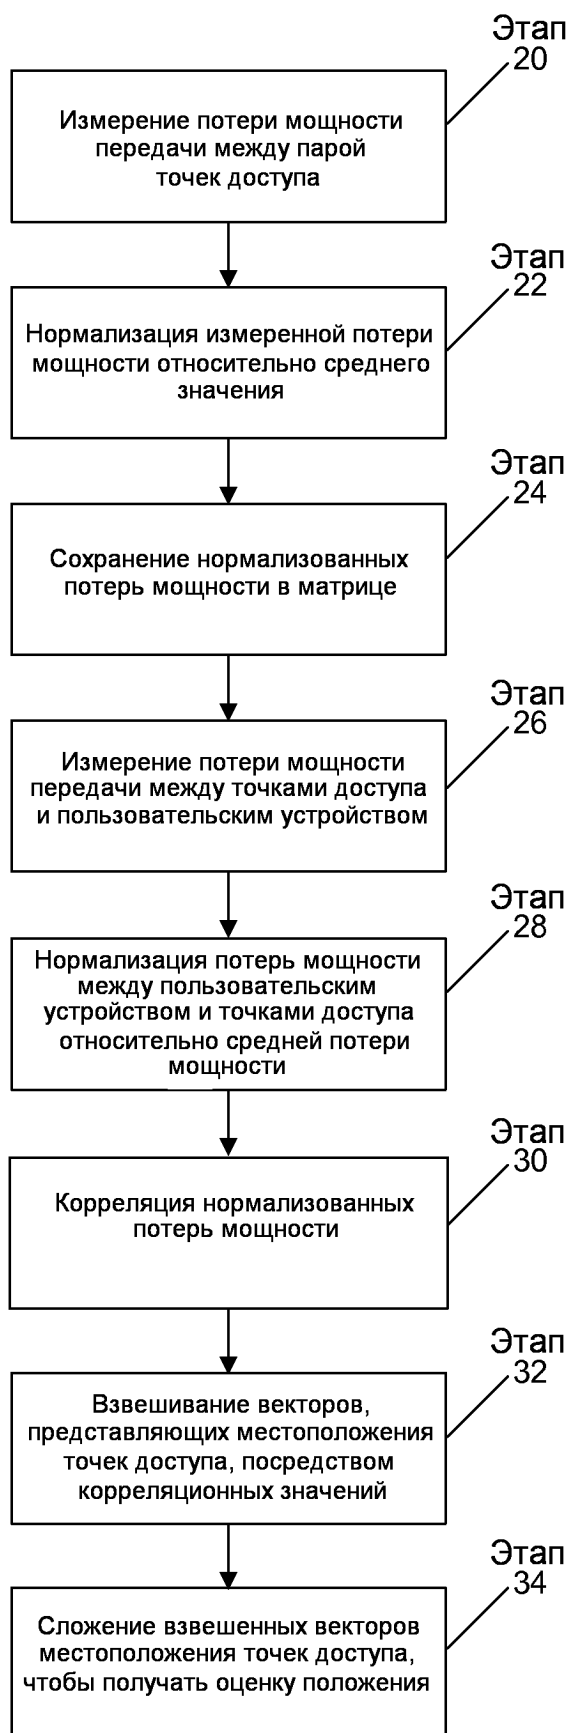 Этап
20
Измерение потери мощности
передачи между парой
точек доступа
Этап
22
Нормализация измеренной потери
мощности относительно среднего
значения
Этап
24
Сохранение нормализованных
потерь мощности в матрице
Этап
26
Измерение потери мощности
передачи между точками доступа
и пользовательским устройством
Этап
28
Нормализация потерь мощности
между пользовательским
устройством и точками доступа
относительно средней потери
мощности
Этап
30
Корреляция нормализованных
потерь мощности
Этап
32
Взвешивание векторов,
представляющих местоположения
точек доступа, посредством
корреляционных значений
Этап
34
Сложение взвешенных векторов
местоположения точек доступа,
чтобы получать оценку положения